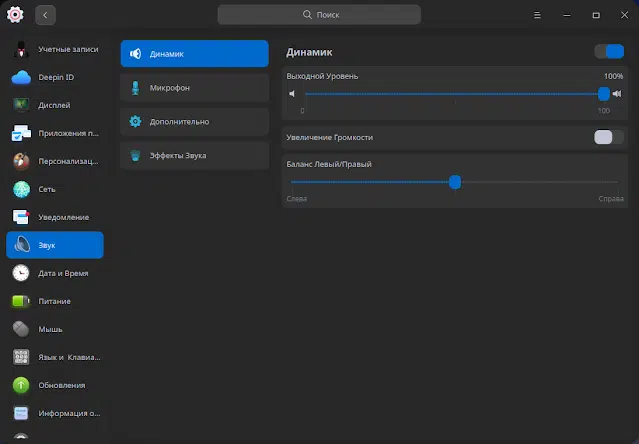 Поиск
Учетные записи
Deepin ID
Дисплей
Приложения п...
Персонализац...
Сеть
Уведомление
Звук
Дата и Время
Питание
Мышь
Язык и Клавиа...
Обновления
Информация о...
Динамик
Микрофон
Дополнительно
Эффекты Звука
Динамик
Выходной Уровень 100%
0 100
Увеличение Громкости
Баланс Левый/Правый
Слева Справа